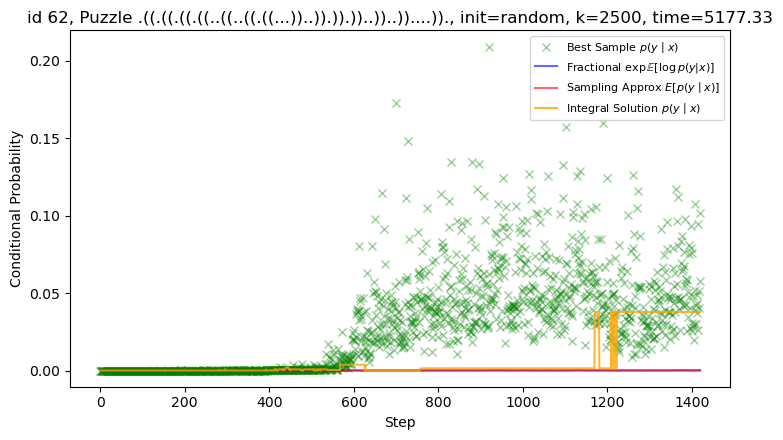 id 62, Puzzle .((.((.((.((..((..((.((...))..)).)).))..))..))....))., init=random, k=2500, time=5177.33
Best Sample p(y | x)
Fractional exp𝔼[log p(y|x)]
Sampling Approx E[p(y | x)]
Integral Solution p(y | x)
0.20
0.15
0.10
0.05
0.00
Conditional Probability
0 200 400 600 800 1000 1200 1400
Step